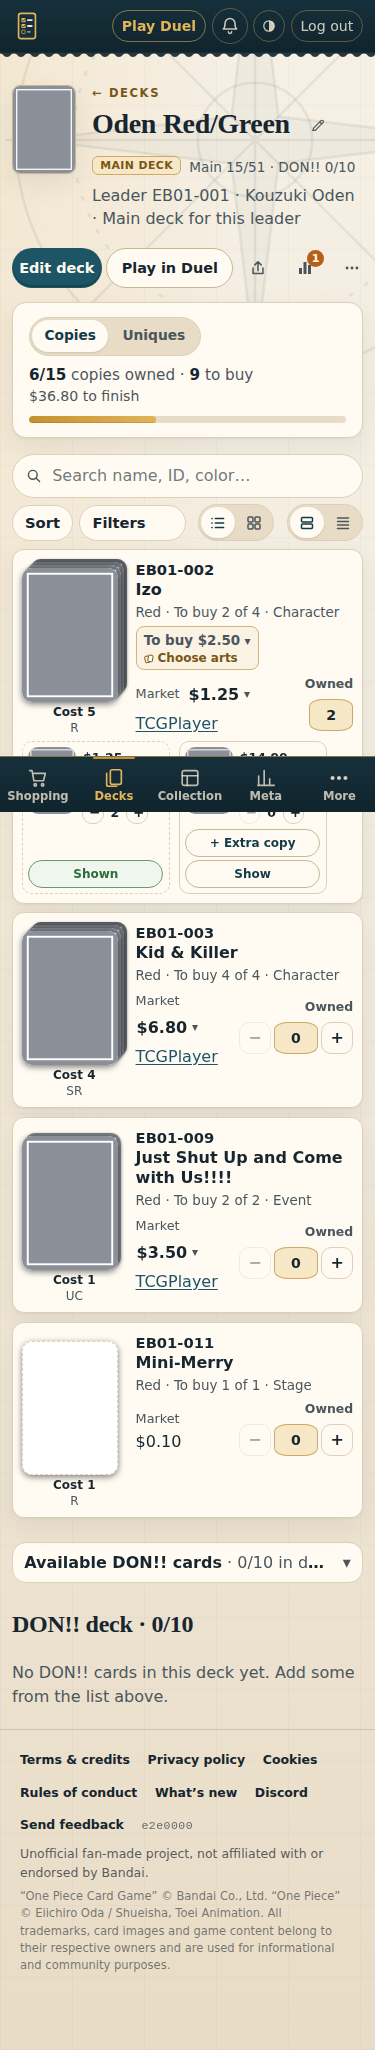 Play Duel
Log out
← DECKS
Oden Red/Green
MAIN DECK Main 15/51 · DON!! 0/10
Leader EB01-001 · Kouzuki Oden
· Main deck for this leader
Edit deck
Play in Duel
1
Copies Uniques
6/15 copies owned · 9 to buy
$36.80 to finish
Search name, ID, color…
Sort
Filters
EB01-002
Izo
Red · To buy 2 of 4 · Character
To buy $2.50 ▾
Choose arts
Market $1.25 ▾
TCGPlayer
Owned
2
Cost 5
R
Shopping
Decks
Collection
Meta
More
+ Extra copy
Shown
Show
EB01-003
Kid & Killer
Red · To buy 4 of 4 · Character
Market
$6.80 ▾
TCGPlayer
Owned
− 0 +
Cost 4
SR
EB01-009
Just Shut Up and Come
with Us!!!!
Red · To buy 2 of 2 · Event
Market
$3.50 ▾
TCGPlayer
Owned
− 0 +
Cost 1
UC
EB01-011
Mini-Merry
Red · To buy 1 of 1 · Stage
Market
$0.10
Owned
− 0 +
Cost 1
R
Available DON!! cards · 0/10 in d… ▾
DON!! deck · 0/10
No DON!! cards in this deck yet. Add some
from the list above.
Terms & credits Privacy policy Cookies
Rules of conduct What’s new Discord
Send feedback e2e0000
Unofficial fan-made project, not affiliated with or
endorsed by Bandai.
“One Piece Card Game” © Bandai Co., Ltd. “One Piece”
© Eiichiro Oda / Shueisha, Toei Animation. All
trademarks, card images and game content belong to
their respective owners and are used for informational
and community purposes.